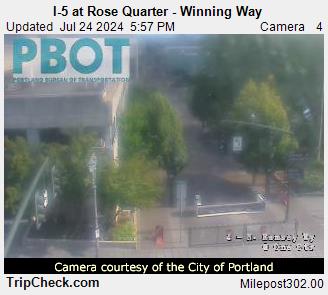 I-5 at Rose Quarter - Winning Way
Updated Jul 24 2024 5:57 PM Camera 4
PBOT
PORTLAND BUREAU OF TRANSPORTATION
Camera courtesy of the City of Portland
TripCheck.com Milepost302.00